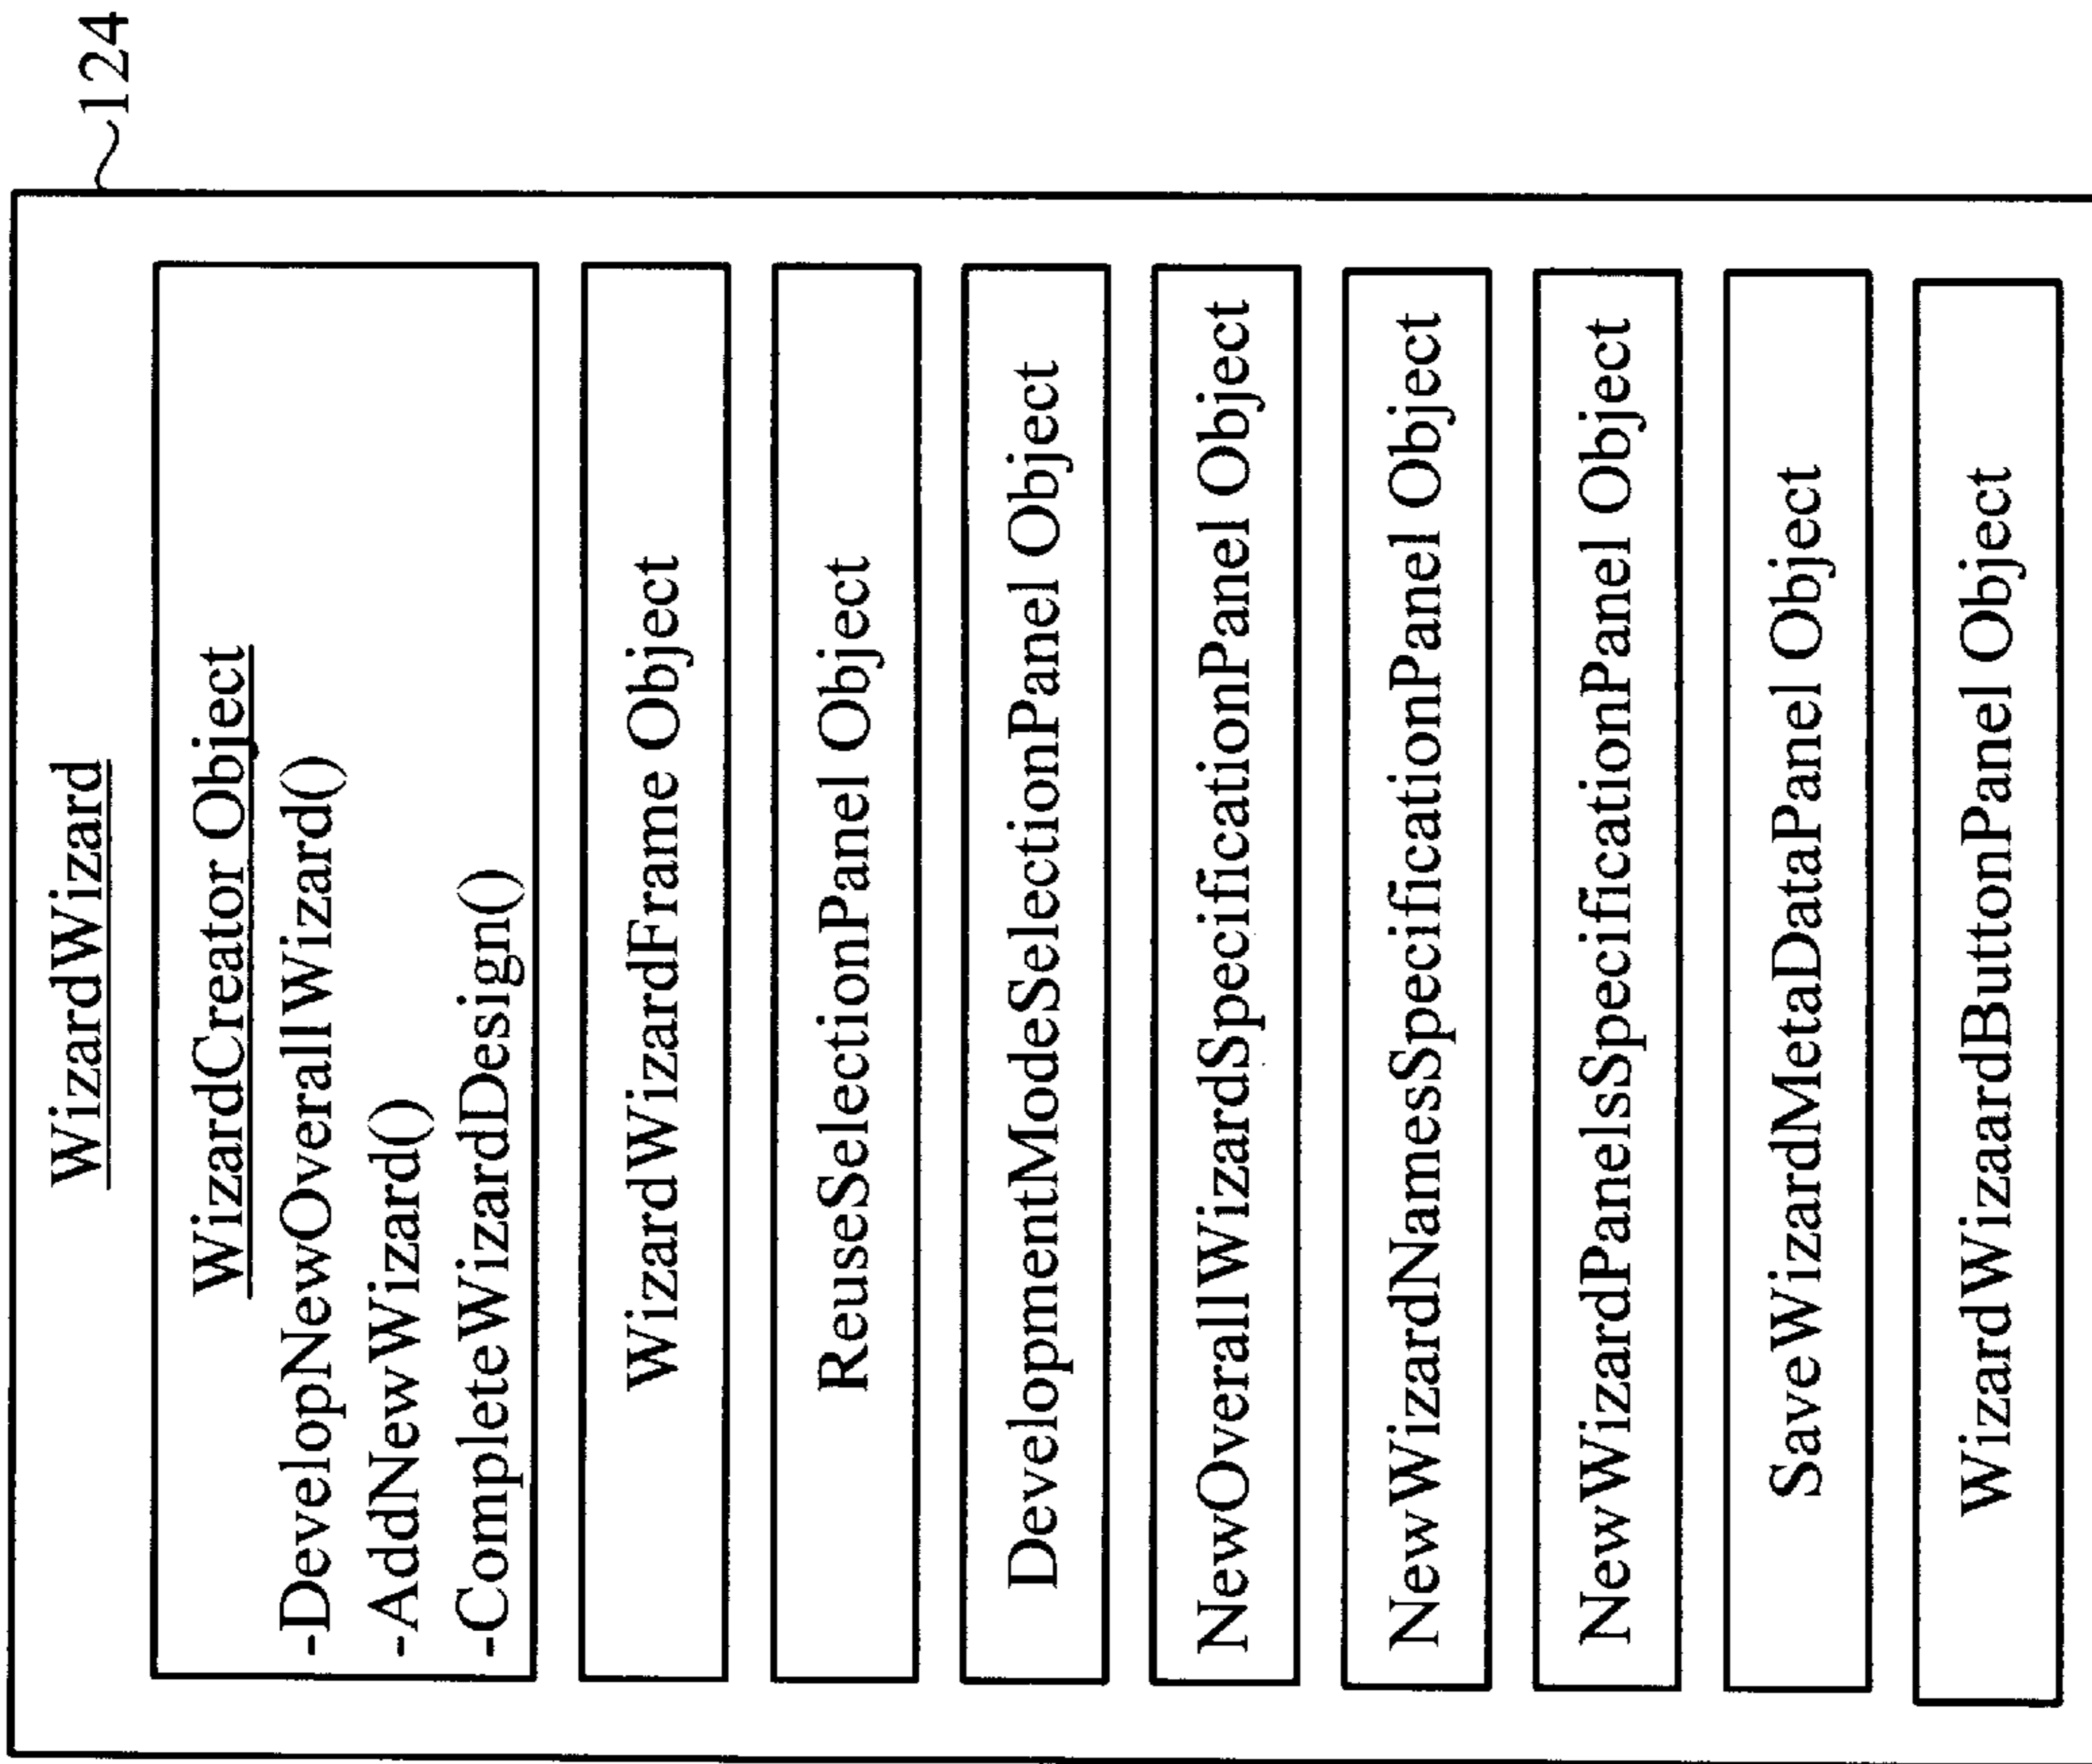 124
WizardWizard
WizardCreator Object
-DevelopNewOverallWizard()
-AddNewWizard()
-CompleteWizardDesign()
WizardWizardFrame Object
ReuseSelectionPanel Object
DevelopmentModeSelectionPanel Object
NewOverallWizardSpecificationPanel Object
NewWizardNamesSpecificationPanel Object
NewWizardPanelsSpecificationPanel Object
SaveWizardMetaDataPanel Object
WizardWizaardButtonPanel Object